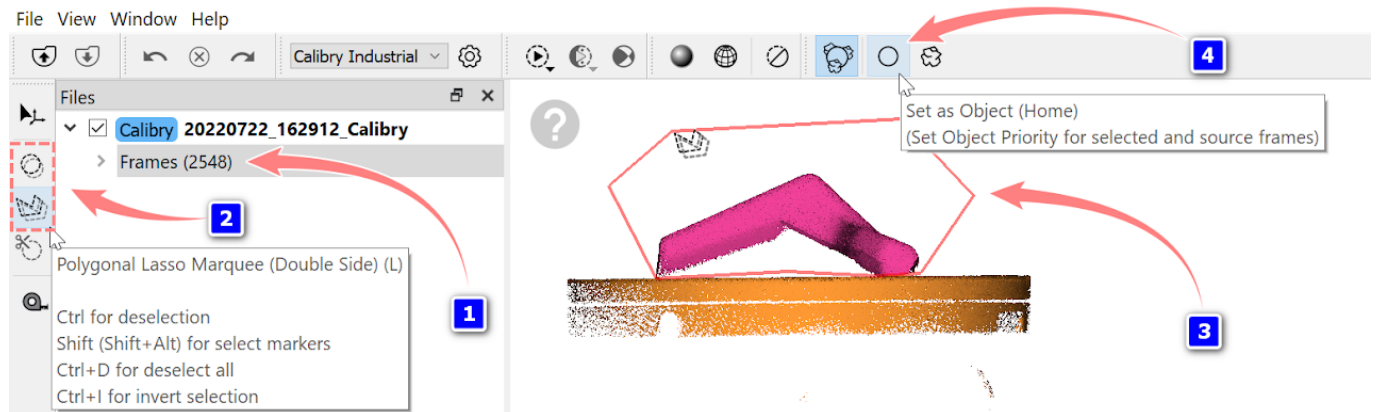 File View Window Help
Calibry Industrial
4
Files
Calibry 20220722_162912_Calibry
Frames (2548)
?
Set as Object (Home)
(Set Object Priority for selected and source frames)
2
Polygonal Lasso Marquee (Double Side) (L)
Ctrl for deselection
Shift (Shift+Alt) for select markers
Ctrl+D for deselect all
Ctrl+I for invert selection
1
3